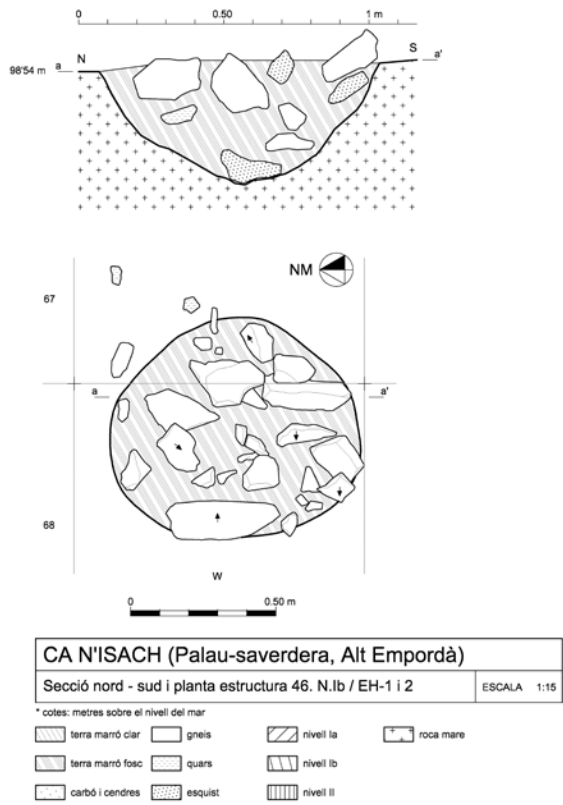 0 0.50 1 m
N S
98'54 m a a'
NM
67
a a'
68
W
0 0.50 m
CA N'ISACH (Palau-saverdera, Alt Empordà)
Secció nord - sud i planta estructura 46. N.Ib / EH-1 i 2 ESCALA 1:15
* cotes: metres sobre el nivell del mar
terra marró clar gneis nivell Ia roca mare
terra marró fosc quars nivell Ib
carbó i cendres esquist nivell II